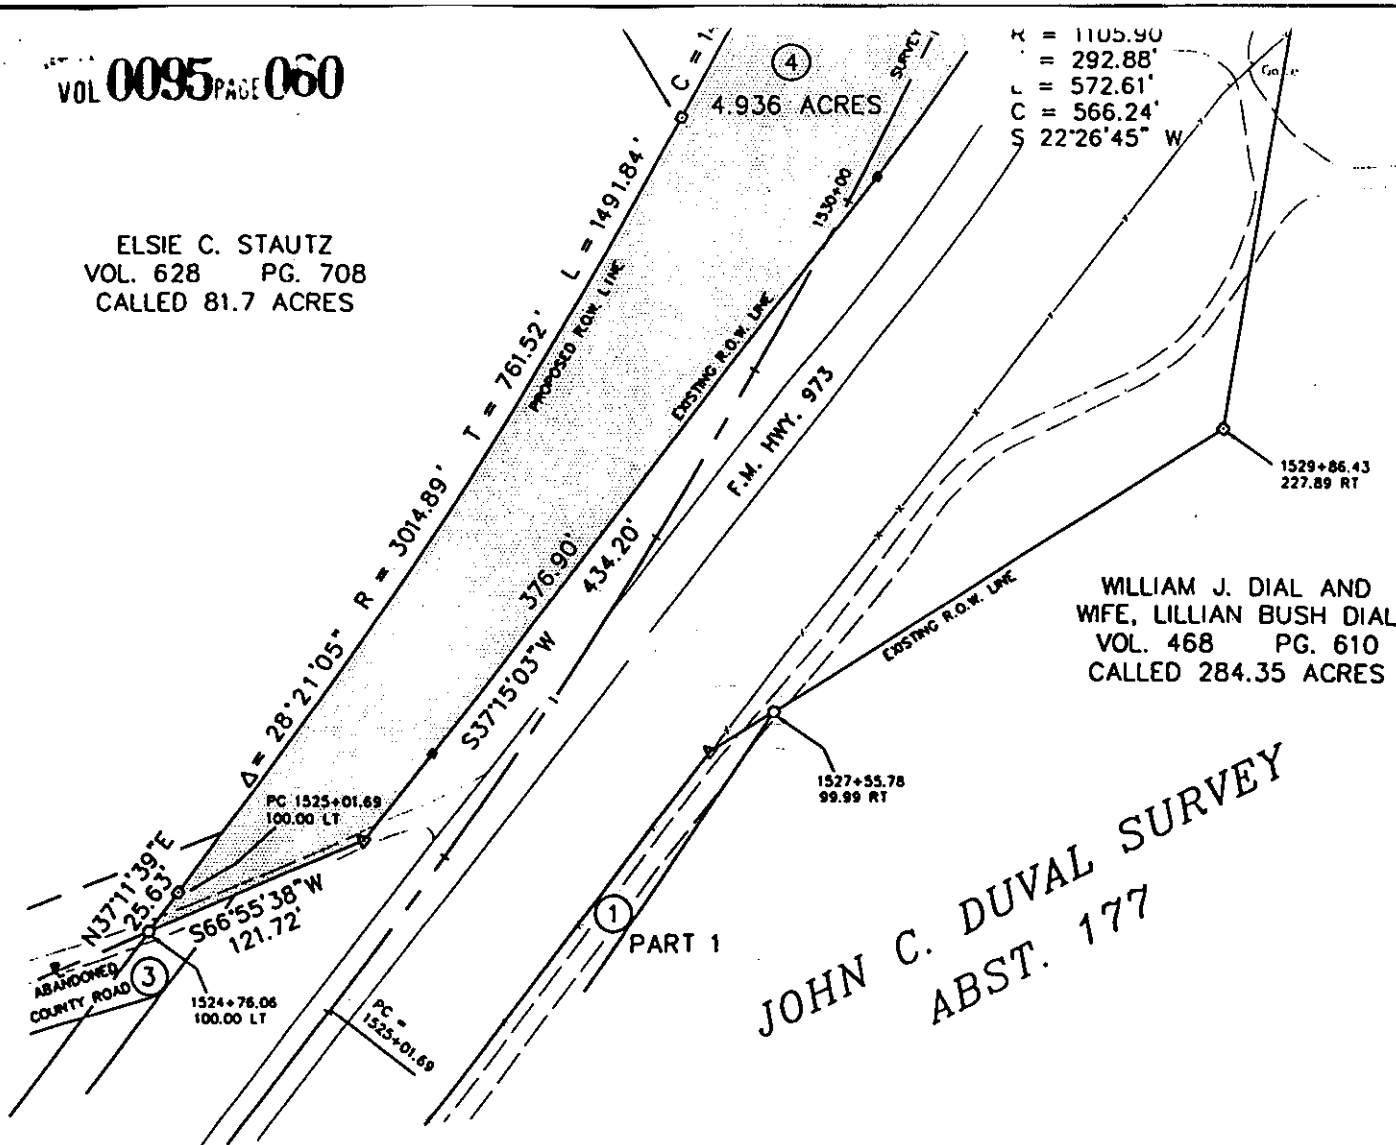 VOL 0095 PAGE 060
ELSIE C. STAUTZ
VOL. 628 PG. 708
CALLED 81.7 ACRES
4
4.936 ACRES
SURVEY
R = 1105.90
= 292.88'
= 572.61'
C = 566.24'
S 22°26'45" W
Δ = 28°21'05" R = 3014.89' T = 761.52' L = 1491.84' C =
PROPOSED R.O.W. LINE
EXISTING R.O.W. LINE
1530+00
F.M. HWY. 973
376.90'
434.20'
S37°15'03"W
1529+86.43
227.89 RT
EXISTING R.O.W. LINE
WILLIAM J. DIAL AND
WIFE, LILLIAN BUSH DIAL
VOL. 468 PG. 610
CALLED 284.35 ACRES
1527+55.78
99.99 RT
PC 1525+01.69
100.00 LT
N37°11'39"E
25.63'
S66°55'38"W
121.72'
ABANDONED
COUNTY ROAD
3
1524+76.06
100.00 LT
PC =
1525+01.69
1
PART 1
JOHN C. DUVAL SURVEY
ABST. 177